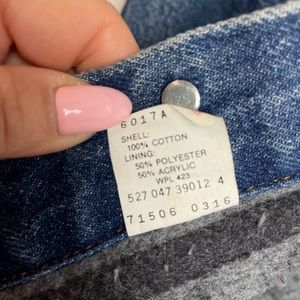 6017A
SHELL:
100% COTTON
LINING:
50% POLYESTER
50% ACRYLIC
WPL 423
527 047 39012 4
71506 0316